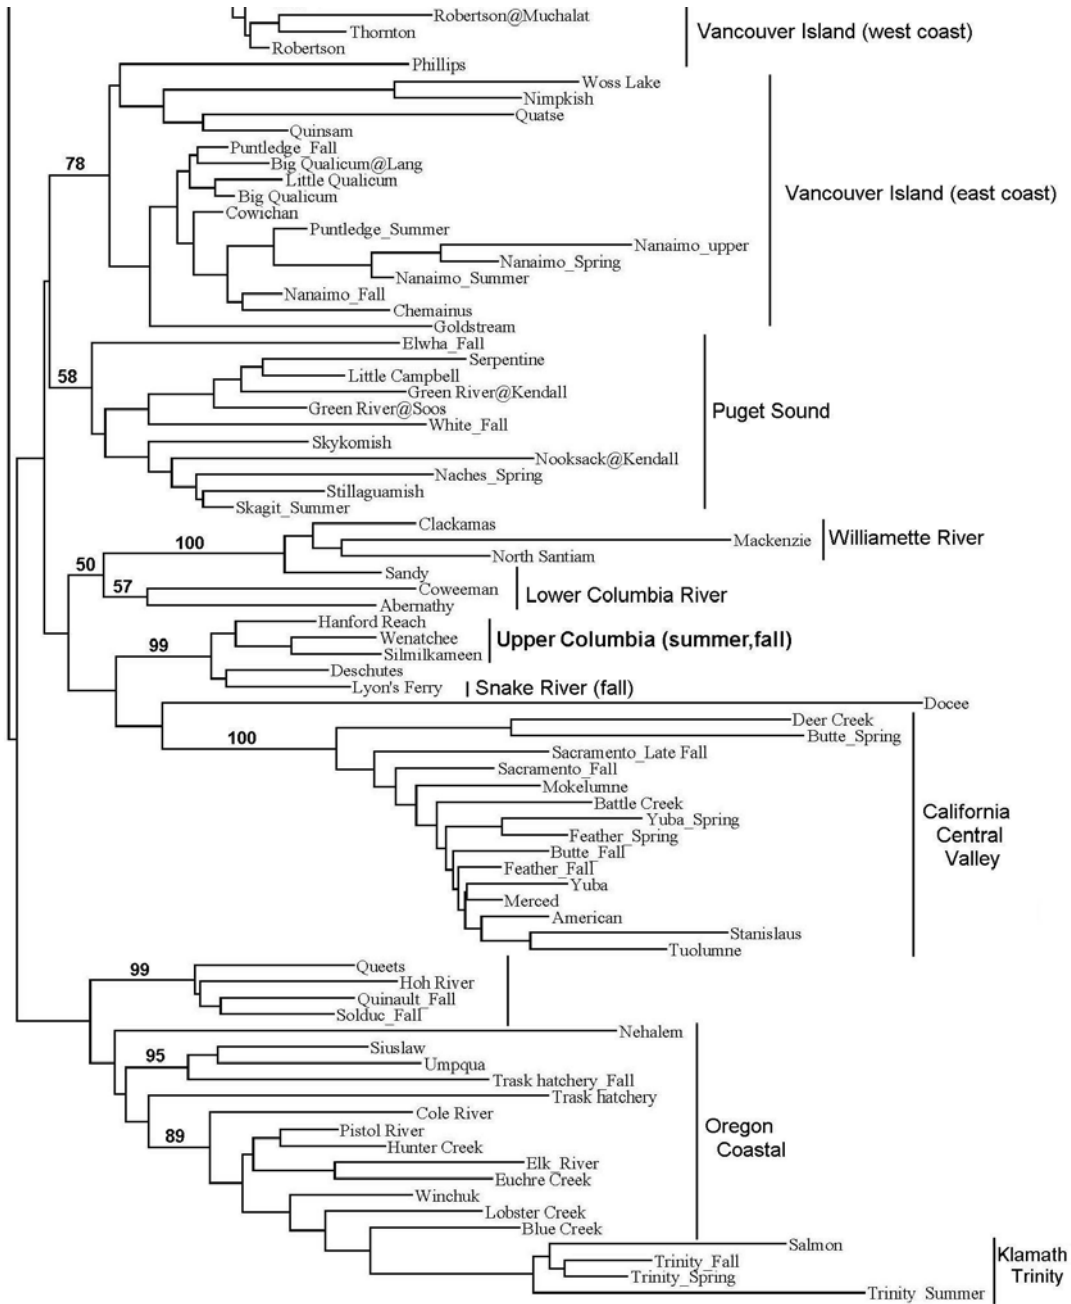 Robertson@Muchalat
Thornton
Vancouver Island (west coast)
Robertson
Phillips
Woss Lake
Nimpkish
Quatse
Quinsam
Puntledge_Fall
78
Big Qualicum@Lang
Little Qualicum
Vancouver Island (east coast)
Big Qualicum
Cowichan
Puntledge_Summer
Nanaimo_upper
Nanaimo_Spring
Nanaimo_Summer
Nanaimo_Fall
Chemainus
Goldstream
Elwha_Fall
Serpentine
58
Little Campbell
Green River@Kendall
Green River@Soos
Puget Sound
White_Fall
Skykomish
Nooksack@Kendall
Naches_Spring
Stillaguamish
Skagit_Summer
Clackamas
Williamette River
100
Mackenzie
North Santiam
50
Sandy
57
Coweeman
Lower Columbia River
Abernathy
Hanford Reach
Wenatchee
Upper Columbia (summer,fall)
99
Silmilkameen
Deschutes
Lyon's Ferry
Snake River (fall)
Docee
Deer Creek
100
Butte_Spring
Sacramento_Late Fall
Sacramento_Fall
Mokelumne
Battle Creek
California
Central
Valley
Yuba_Spring
Feather_Spring
Butte_Fall
Feather_Fall
Yuba
Merced
American
Stanislaus
Tuolumne
99
Queets
Hoh River
Quinault_Fall
Solduc_Fall
Nehalem
Siuslaw
95
Umpqua
Trask hatchery_Fall
Trask hatchery
Cole River
Oregon
Coastal
89
Pistol River
Hunter Creek
Elk_River
Euchre Creek
Winchuk
Lobster Creek
Blue Creek
Salmon
Klamath
Trinity
Trinity_Fall
Trinity_Spring
Trinity_Summer